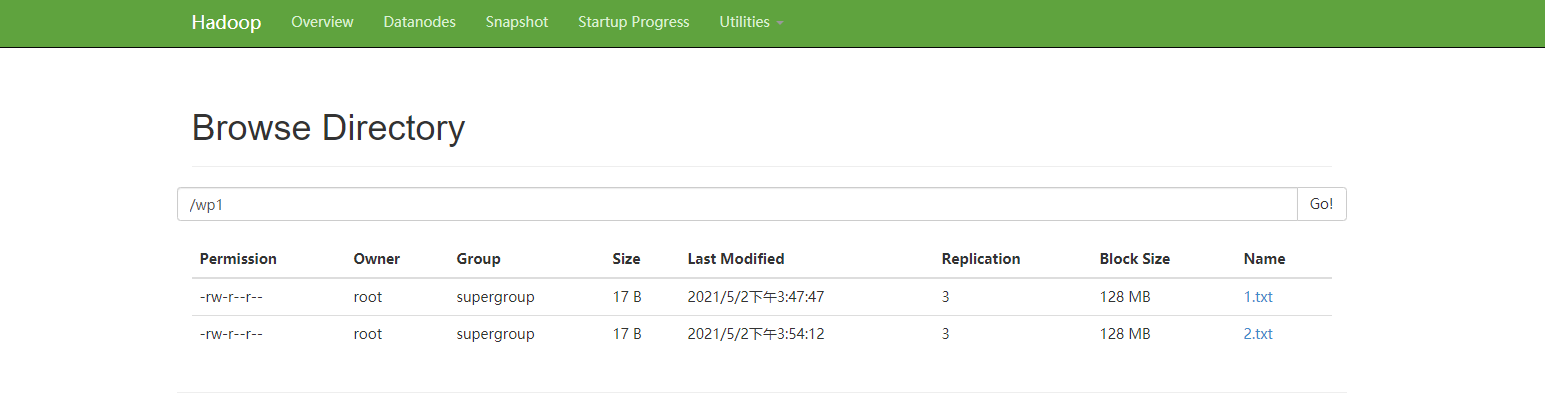 Hadoop Overview Datanodes Snapshot Startup Progress Utilities
Browse Directory
/wp1 Go!
Permission Owner Group Size Last Modified Replication Block Size Name
-rw-r--r-- root supergroup 17 B 2021/5/2下午3:47:47 3 128 MB 1.txt
-rw-r--r-- root supergroup 17 B 2021/5/2下午3:54:12 3 128 MB 2.txt